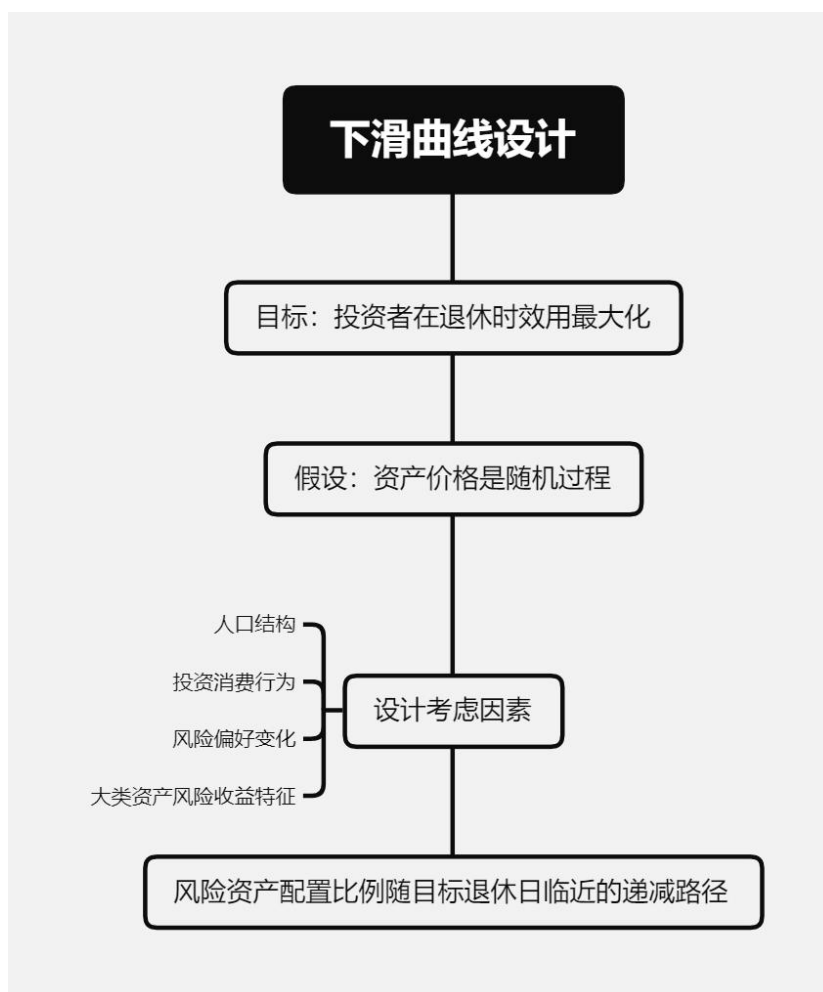 下滑曲线设计
目标：投资者在退休时效用最大化
假设：资产价格是随机过程
人口结构
投资消费行为
风险偏好变化
大类资产风险收益特征
设计考虑因素
风险资产配置比例随目标退休日临近的递减路径